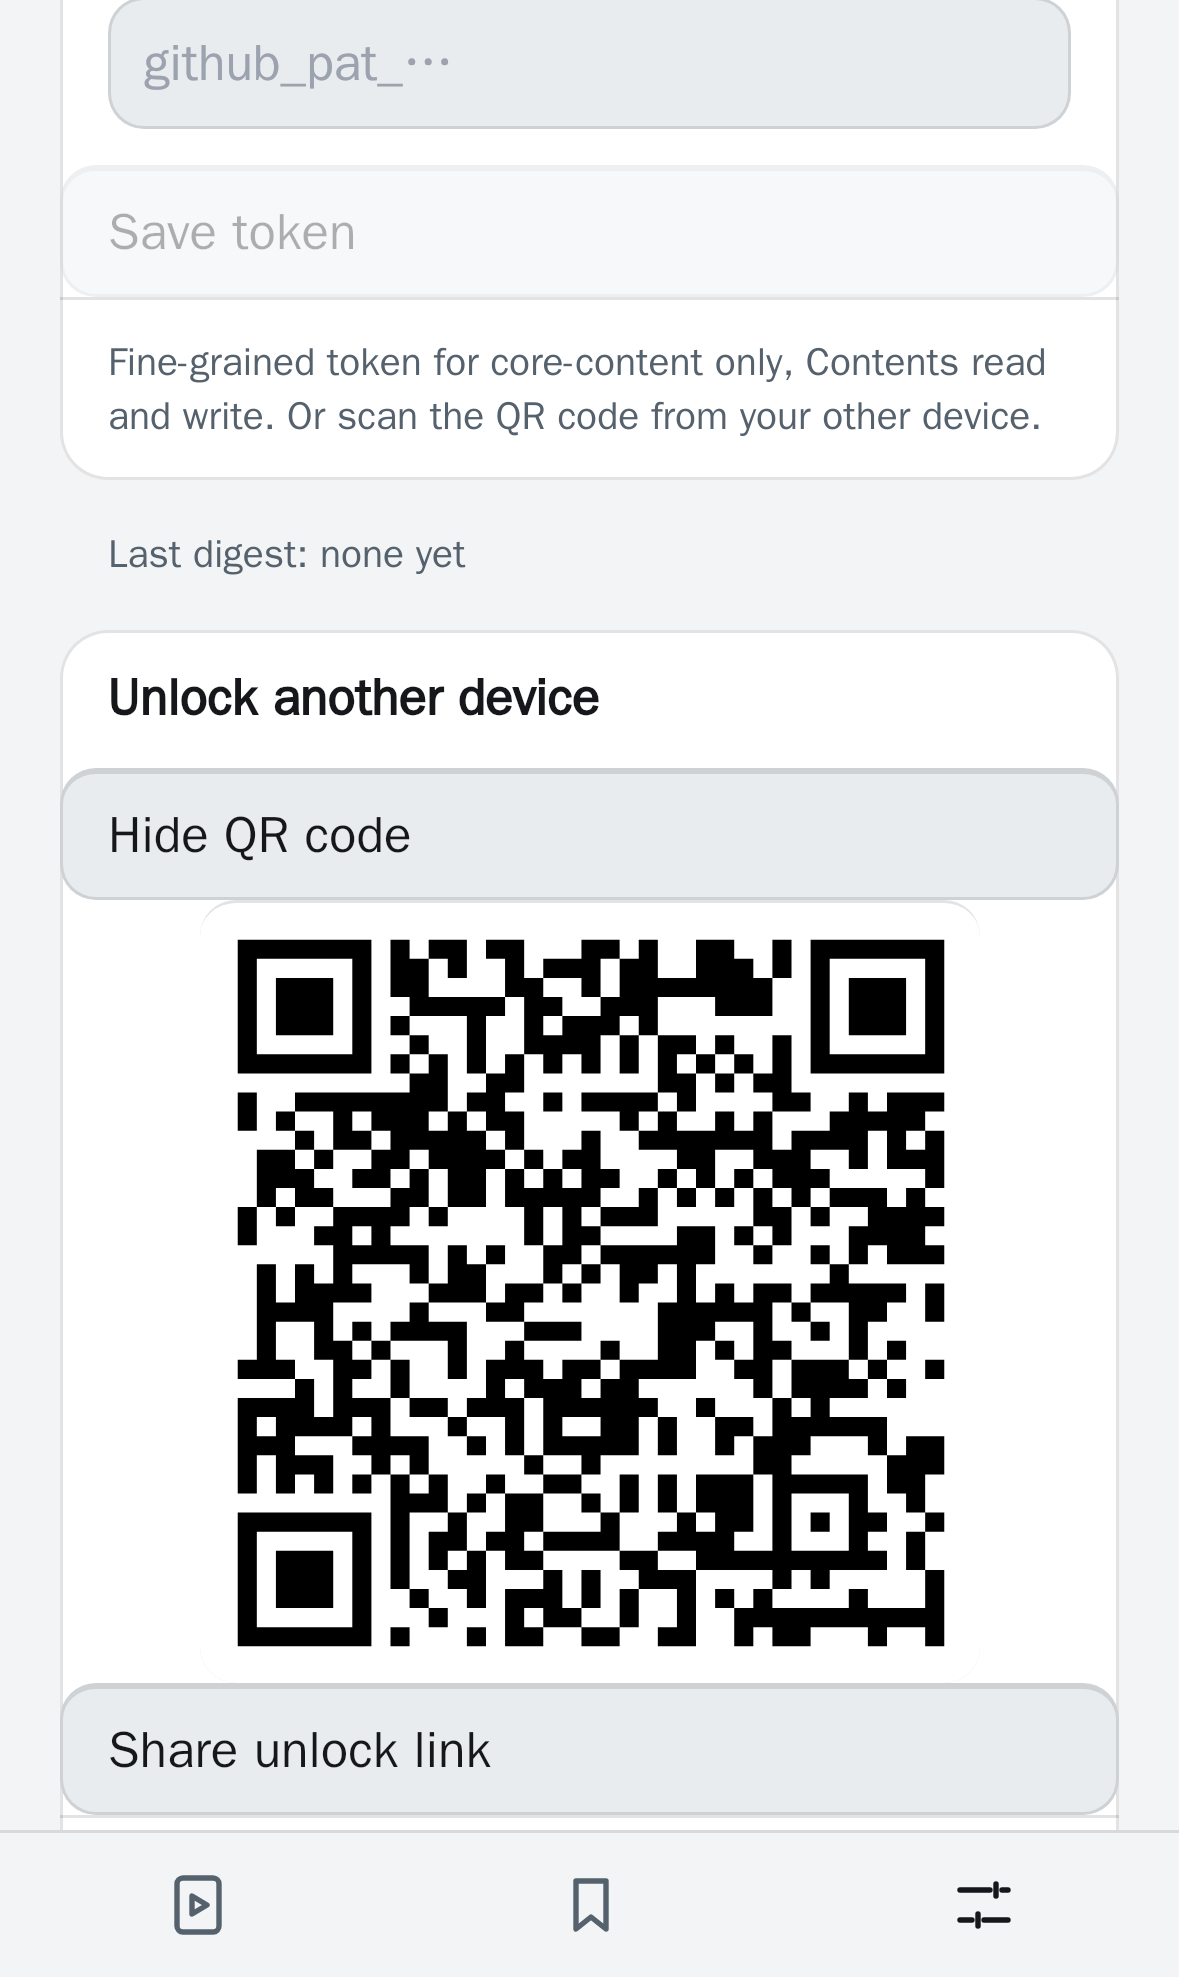 github_pat_…
Save token
Fine-grained token for core-content only, Contents read
and write. Or scan the QR code from your other device.
Last digest: none yet
Unlock another device
Hide QR code
Share unlock link